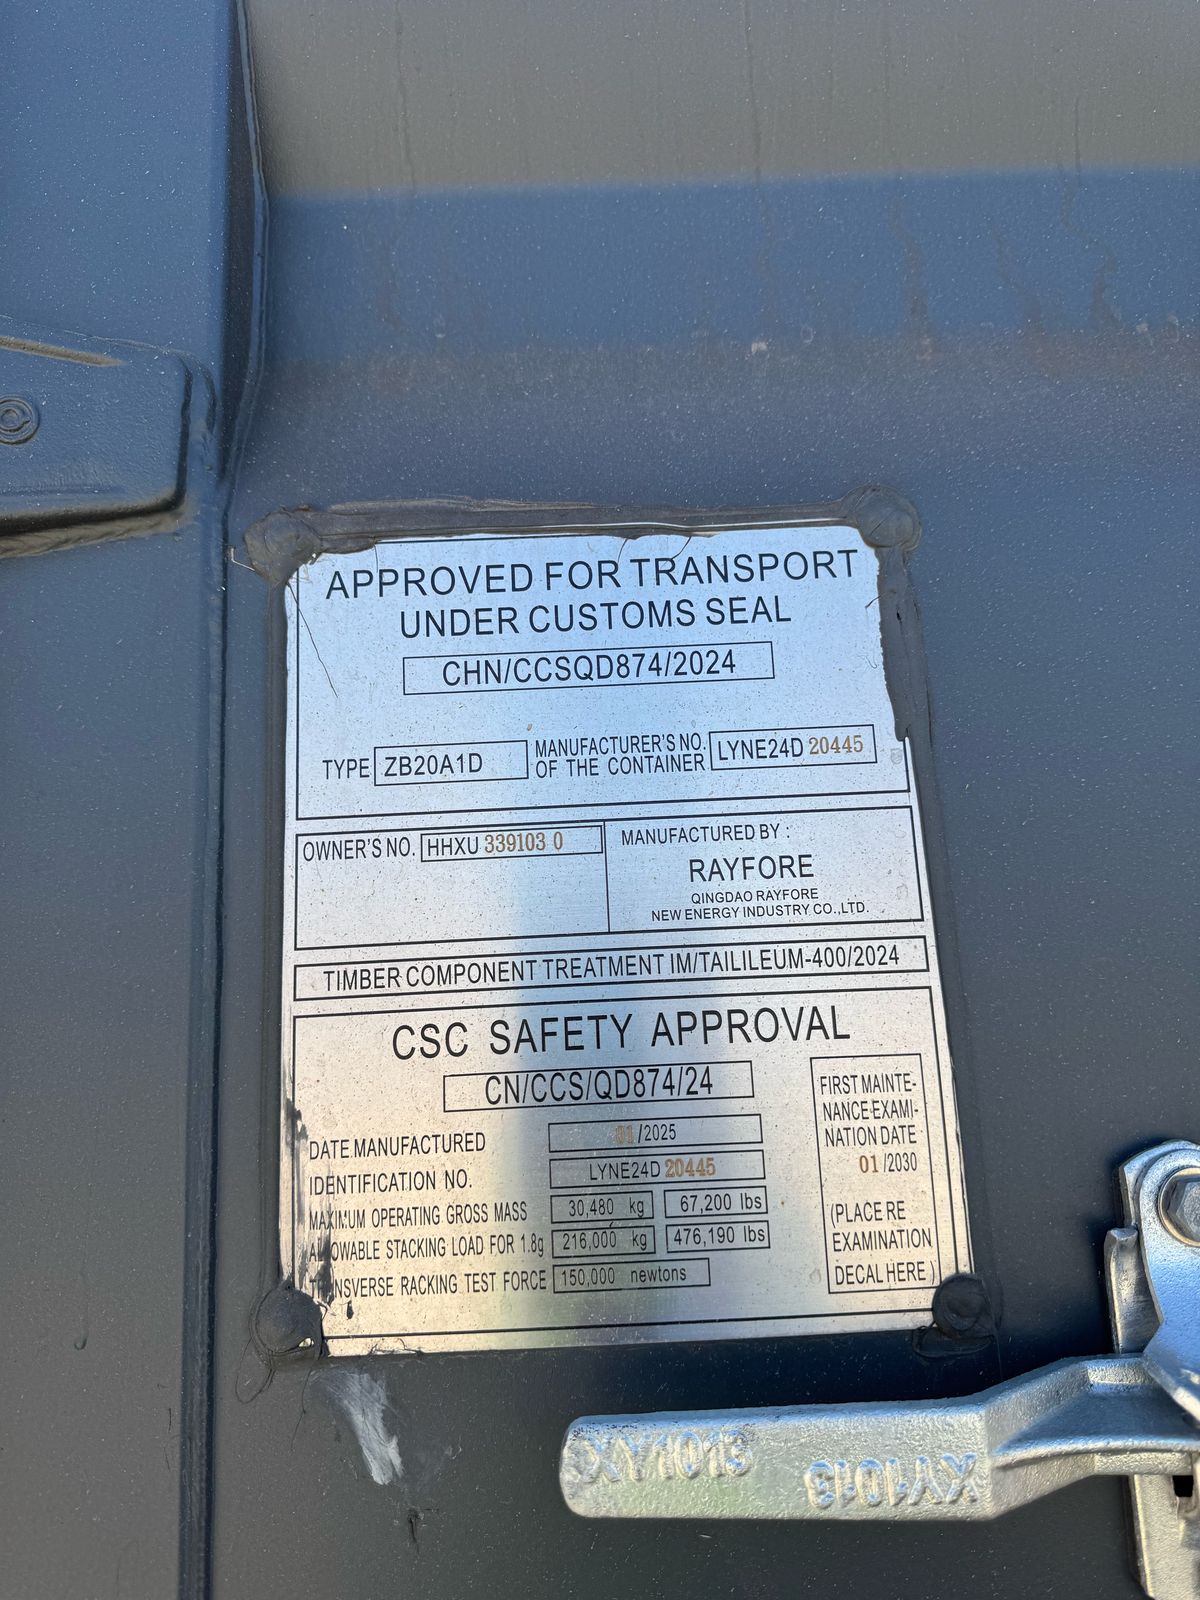 APPROVED FOR TRANSPORT
UNDER CUSTOMS SEAL
CHN/CCSQD874/2024
TYPE ZB20A1D MANUFACTURER'S NO. OF THE CONTAINER LYNE24D 20445
OWNER'S NO. HHXU 339103 0
MANUFACTURED BY :
RAYFORE
QINGDAO RAYFORE
NEW ENERGY INDUSTRY CO.,LTD.
TIMBER COMPONENT TREATMENT IM/TAILILEUM-400/2024
CSC SAFETY APPROVAL
CN/CCS/QD874/24
DATE MANUFACTURED 01/2025
IDENTIFICATION NO. LYNE24D 20445
MAXIMUM OPERATING GROSS MASS 30,480 kg 67,200 lbs
ALLOWABLE STACKING LOAD FOR 1.8g 216,000 kg 476,190 lbs
TRANSVERSE RACKING TEST FORCE 150,000 newtons
FIRST MAINTE-
NANCE EXAMI-
NATION DATE
01 /2030
(PLACE RE
EXAMINATION
DECAL HERE )
XY1013
XY1013